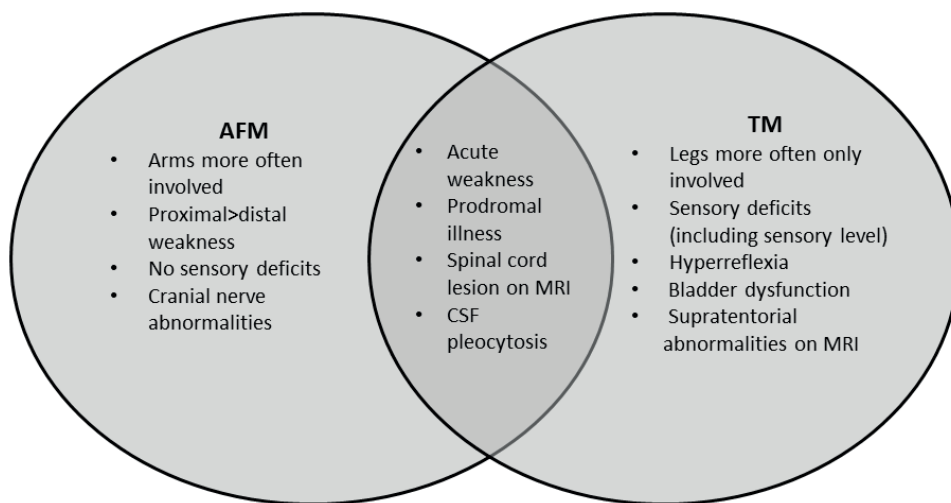 AFM
• Arms more often
involved
• Proximal>distal
weakness
• No sensory deficits
• Cranial nerve
abnormalities
• Acute
weakness
• Prodromal
illness
• Spinal cord
lesion on MRI
• CSF
pleocytosis
TM
• Legs more often only
involved
• Sensory deficits
(including sensory level)
• Hyperreflexia
• Bladder dysfunction
• Supratentorial
abnormalities on MRI